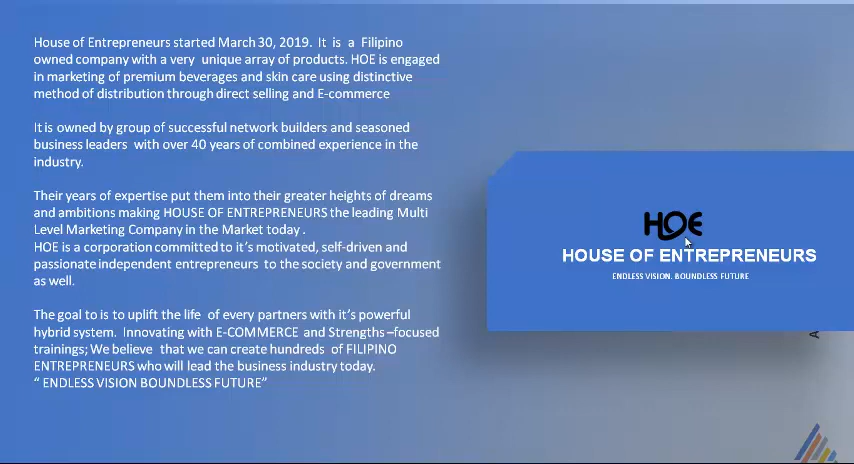 House of Entrepreneurs started March 30, 2019. It is a Filipino
owned company with a very unique array of products. HOE is engaged
in marketing of premium beverages and skin care using distinctive
method of distribution through direct selling and E-commerce
It is owned by group of successful network builders and seasoned
business leaders with over 40 years of combined experience in the
industry.
Their years of expertise put them into their greater heights of dreams
and ambitions making HOUSE OF ENTREPRENEURS the leading Multi
Level Marketing Company in the Market today .
HOE is a corporation committed to it's motivated, self-driven and
passionate independent entrepreneurs to the society and government
as well.
The goal to is to uplift the life of every partners with it's powerful
hybrid system. Innovating with E-COMMERCE and Strengths –focused
trainings; We believe that we can create hundreds of FILIPINO
ENTREPRENEURS who will lead the business industry today.
“ ENDLESS VISION BOUNDLESS FUTURE”
HOE
HOUSE OF ENTREPRENEURS
ENDLESS VISION. BOUNDLESS FUTURE
A